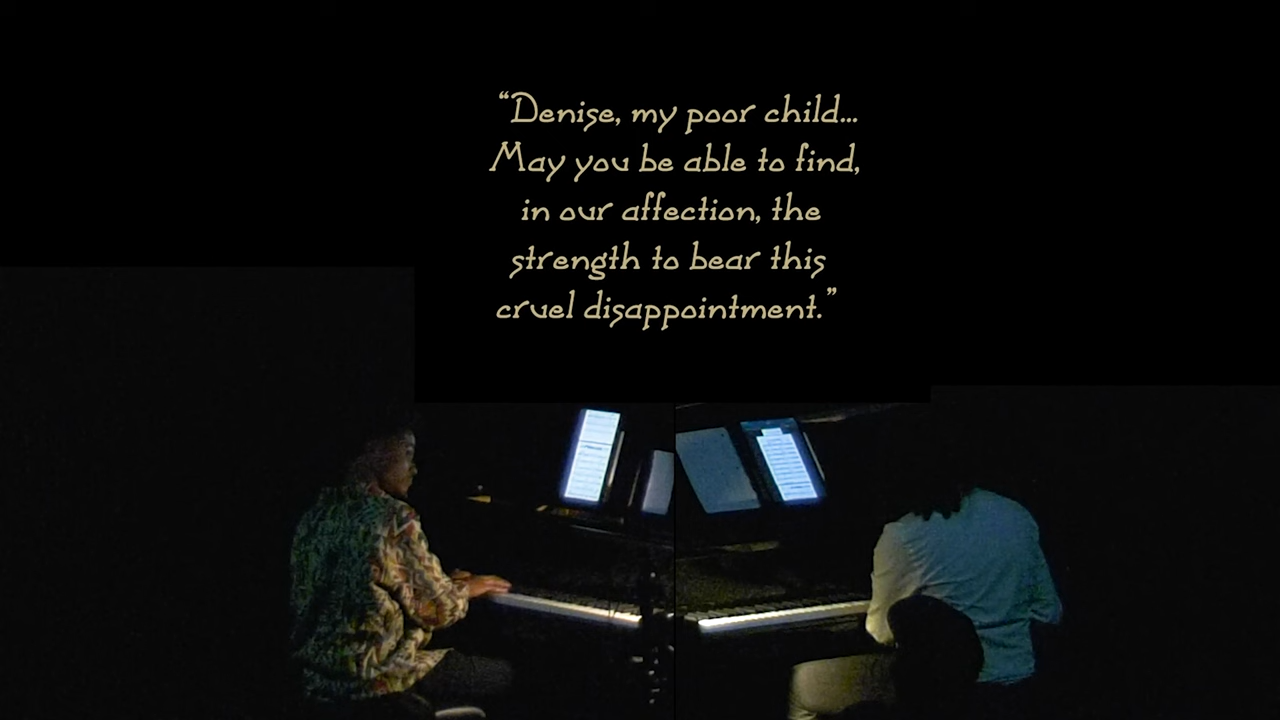 “Denise, my poor child...
May you be able to find,
in our affection, the
strength to bear this
cruel disappointment.”